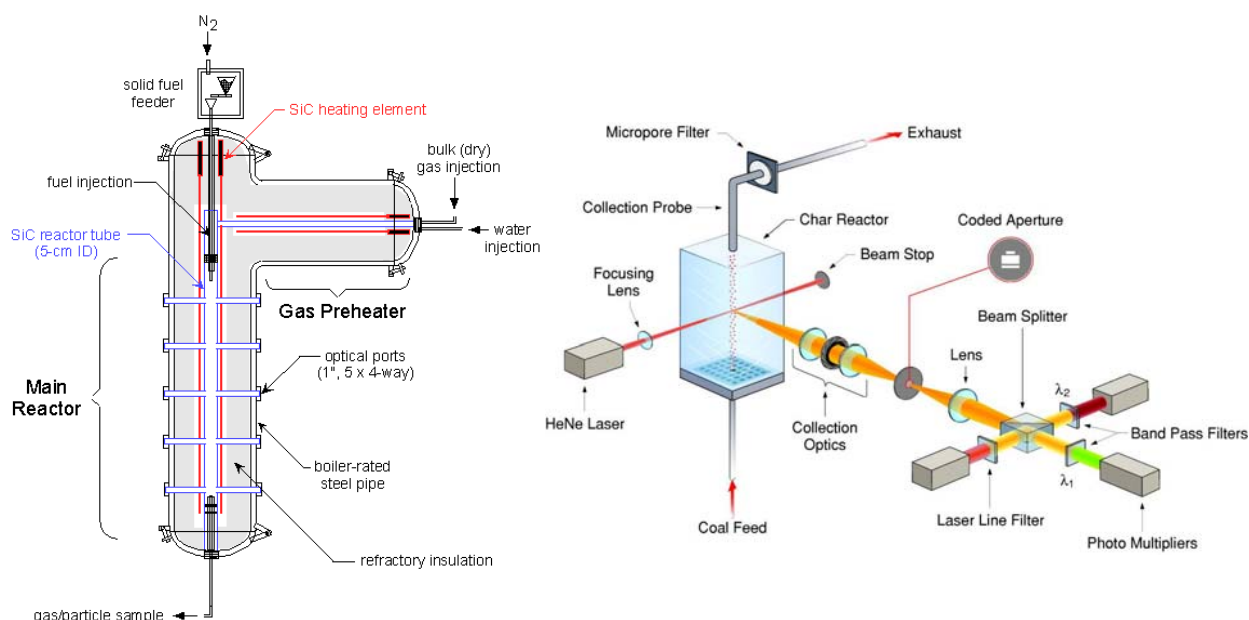 N2
solid fuel
feeder
SiC heating element
bulk (dry)
gas injection
fuel injection
SiC reactor tube
(5-cm ID)
water
injection
Gas Preheater
optical ports
(1", 5 x 4-way)
Main
Reactor
boiler-rated
steel pipe
refractory insulation
gas/particle sample
Micropore Filter
Exhaust
Collection Probe
Char Reactor
Coded Aperture
Focusing
Lens
Beam Stop
Beam Splitter
Lens
HeNe Laser
Collection
Optics
λ2
Band Pass Filters
λ1
Laser Line Filter
Coal Feed
Photo Multipliers